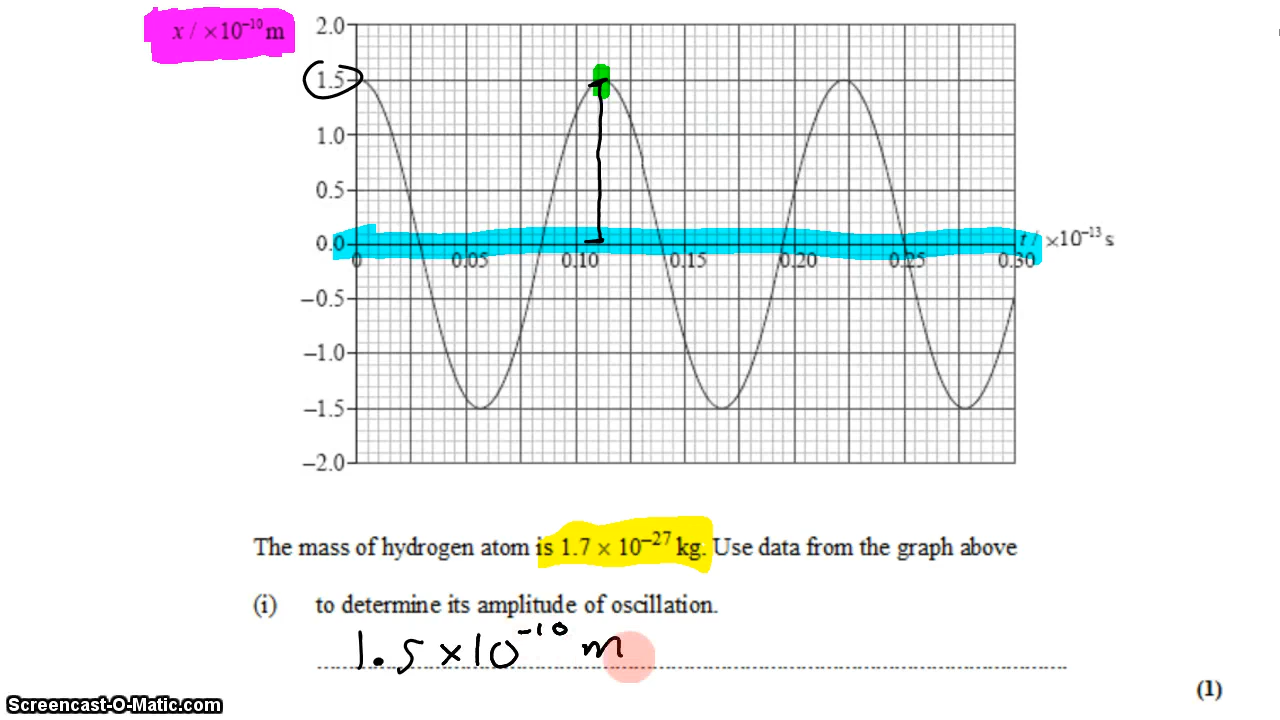 x / ×10⁻¹⁰ m
2.0
1.5
1.0
0.5
0.0
t / ×10⁻¹³ s
0 0.05 0.10 0.15 0.20 0.25 0.30
−0.5
−1.0
−1.5
−2.0
The mass of hydrogen atom is 1.7 × 10⁻²⁷ kg. Use data from the graph above
(i) to determine its amplitude of oscillation.
1.5 × 10⁻¹⁰ m
(1)
Screencast-O-Matic.com